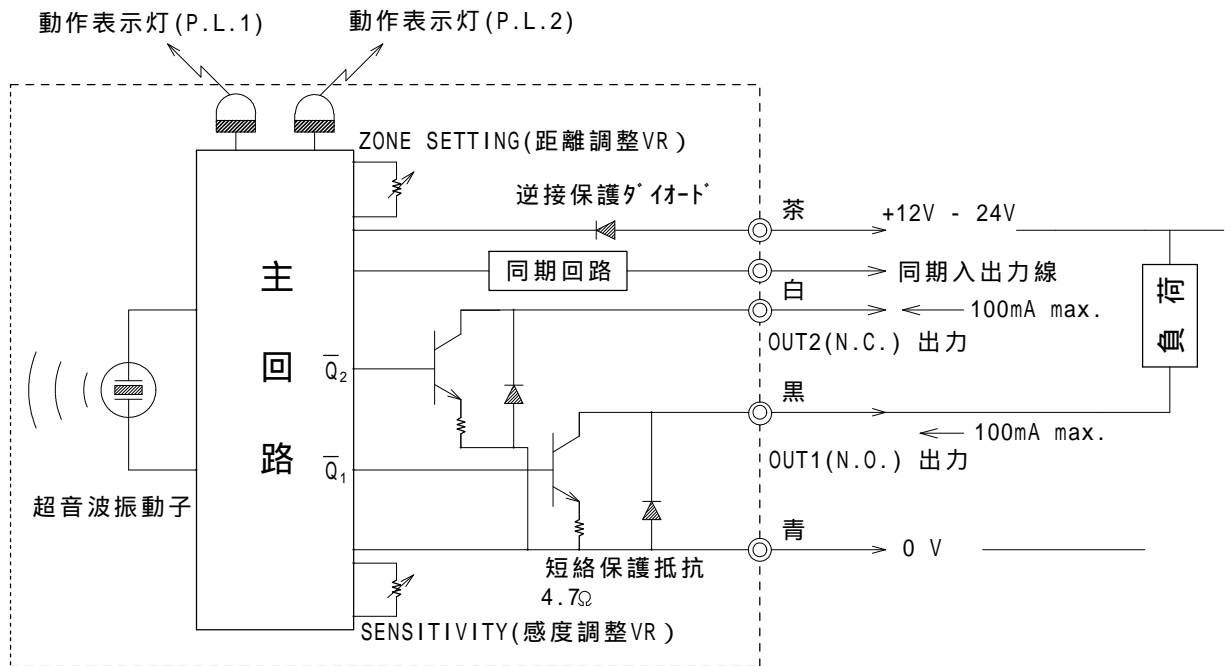 動作表示灯(P.L.1)
動作表示灯(P.L.2)
ZONE SETTING(距離調整VR)
逆接保護ﾀﾞｲｵｰﾄﾞ
茶
+12V - 24V
同期回路
同期入出力線
白
100mA max.
OUT2(N.C.) 出力
負荷
主回路
Q̅2
黒
100mA max.
OUT1(N.O.) 出力
Q̅1
超音波振動子
青
0 V
短絡保護抵抗
4.7Ω
SENSITIVITY(感度調整VR)